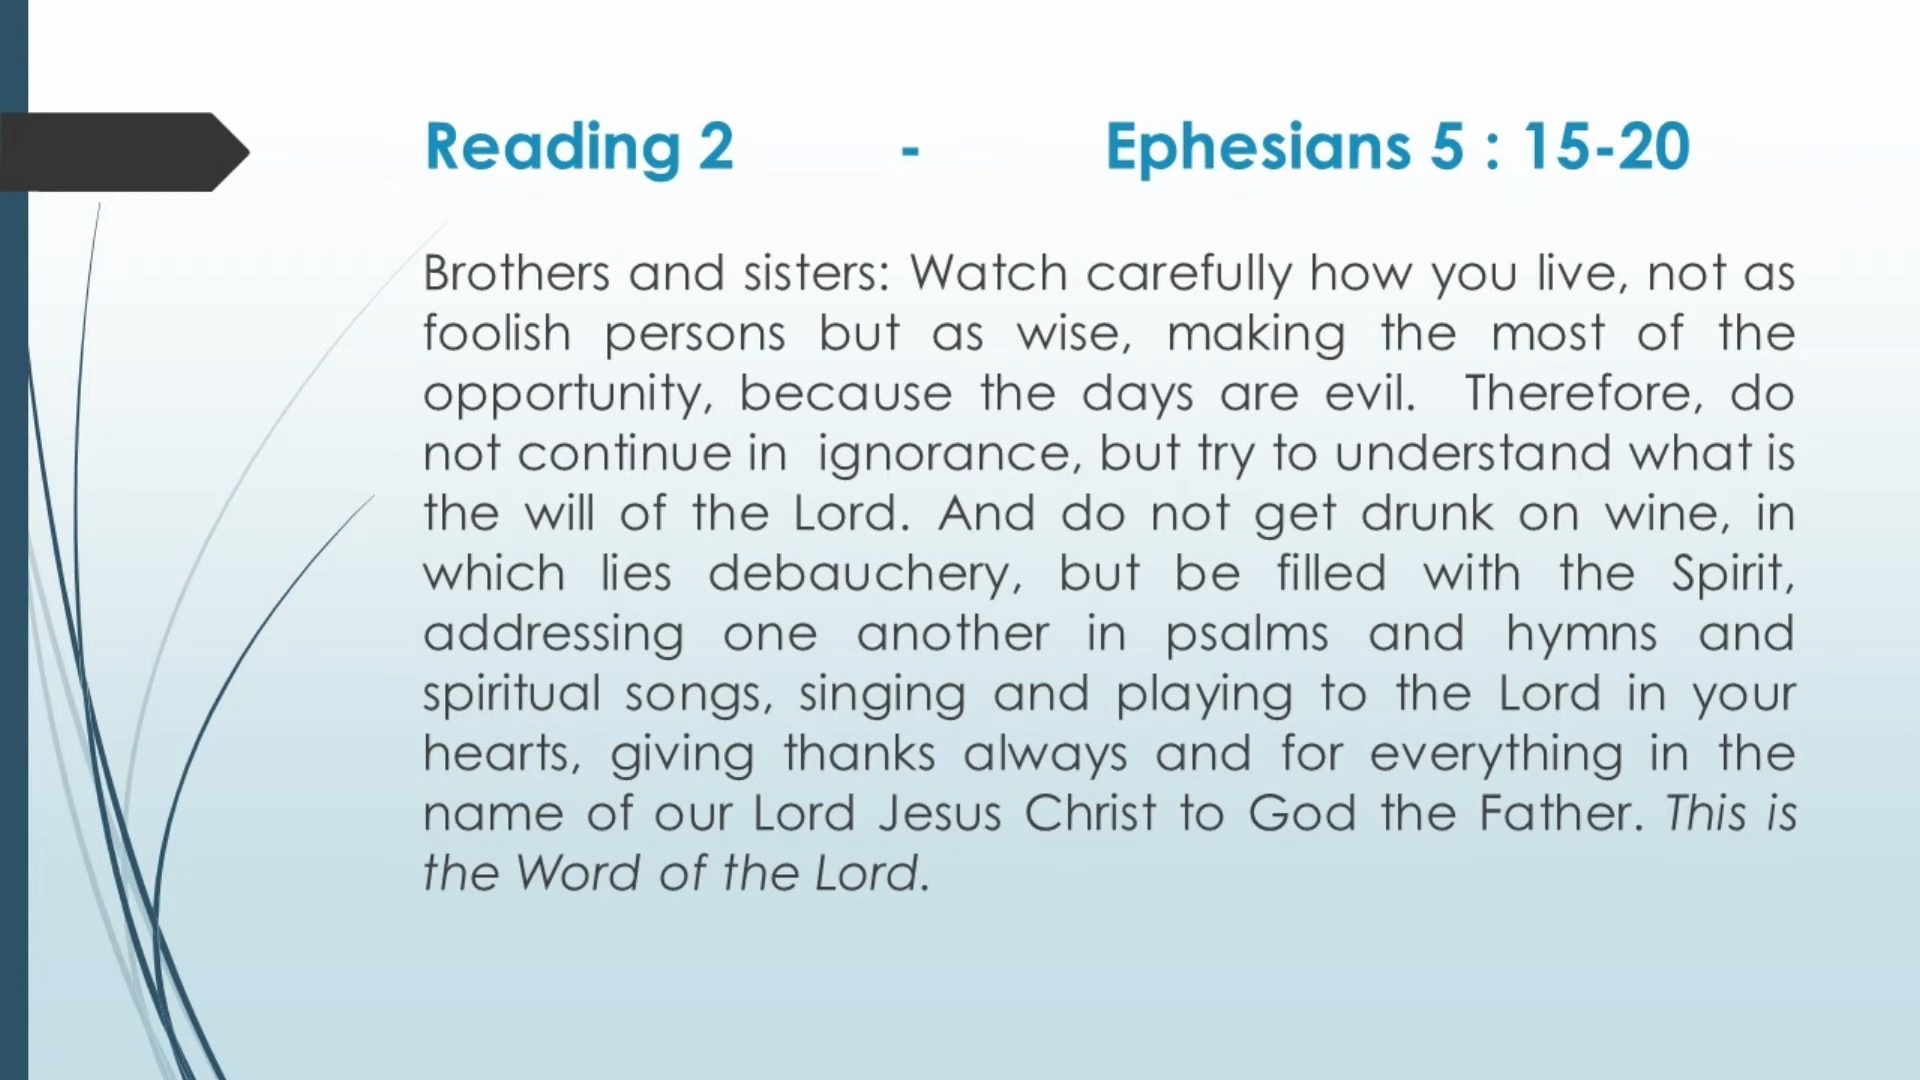 Reading 2 - Ephesians 5 : 15-20
Brothers and sisters: Watch carefully how you live, not as
foolish persons but as wise, making the most of the
opportunity, because the days are evil. Therefore, do
not continue in ignorance, but try to understand what is
the will of the Lord. And do not get drunk on wine, in
which lies debauchery, but be filled with the Spirit,
addressing one another in psalms and hymns and
spiritual songs, singing and playing to the Lord in your
hearts, giving thanks always and for everything in the
name of our Lord Jesus Christ to God the Father. This is
the Word of the Lord.